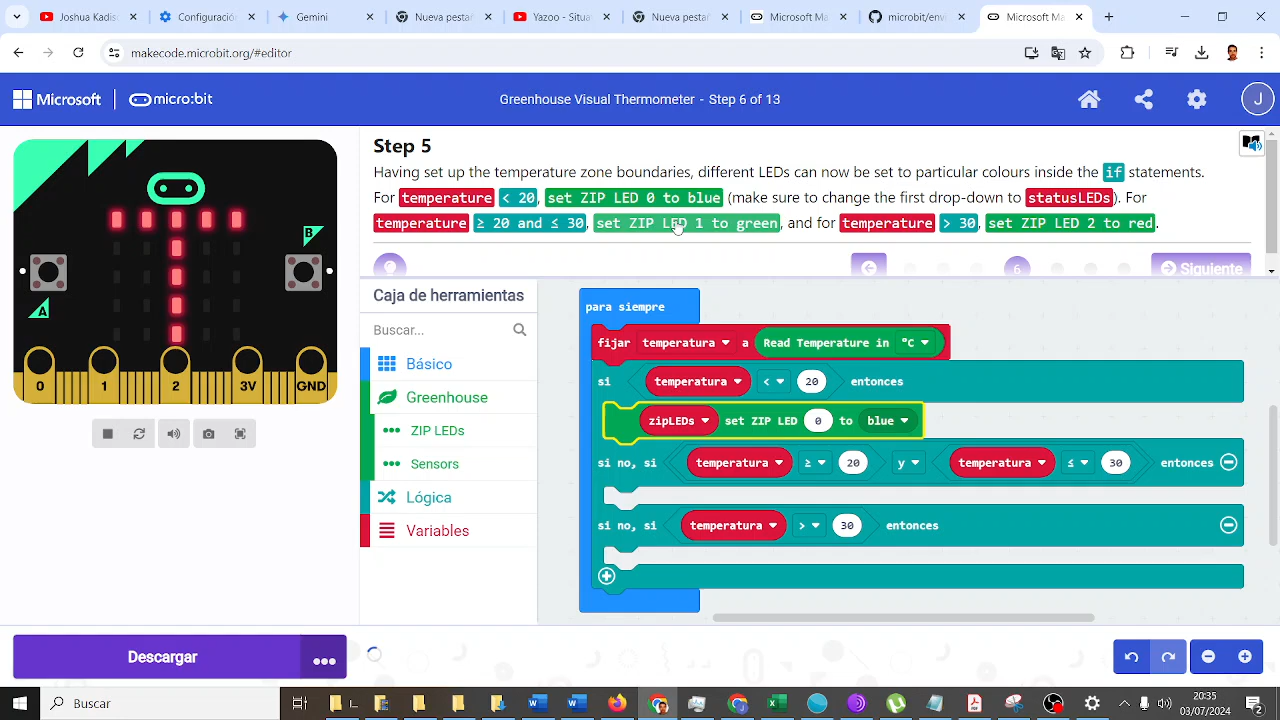 Joshua Kadis
Configuración
Gemini
Nueva pesta
Yazoo - Situa
Nueva pesta
Microsoft Ma
microbit/env
Microsoft Ma
makecode.microbit.org/#editor
Microsoft
micro:bit
Greenhouse Visual Thermometer - Step 6 of 13
J
Step 5
Having set up the temperature zone boundaries, different LEDs can now be set to particular colours inside the if statements.
For temperature < 20, set ZIP LED 0 to blue (make sure to change the first drop-down to statusLEDs). For
temperature ≥ 20 and ≤ 30, set ZIP LED 1 to green, and for temperature > 30, set ZIP LED 2 to red.
6
Siguiente
B
A
0 1 2 3V GND
Caja de herramientas
Buscar...
Básico
Greenhouse
ZIP LEDs
Sensors
Lógica
Variables
para siempre
fijar temperatura a Read Temperature in °C
si temperatura < 20 entonces
zipLEDs set ZIP LED 0 to blue
si no, si temperatura ≥ 20 y temperatura ≤ 30 entonces
si no, si temperatura > 30 entonces
Descargar
Buscar
20:35
03/07/2024
2